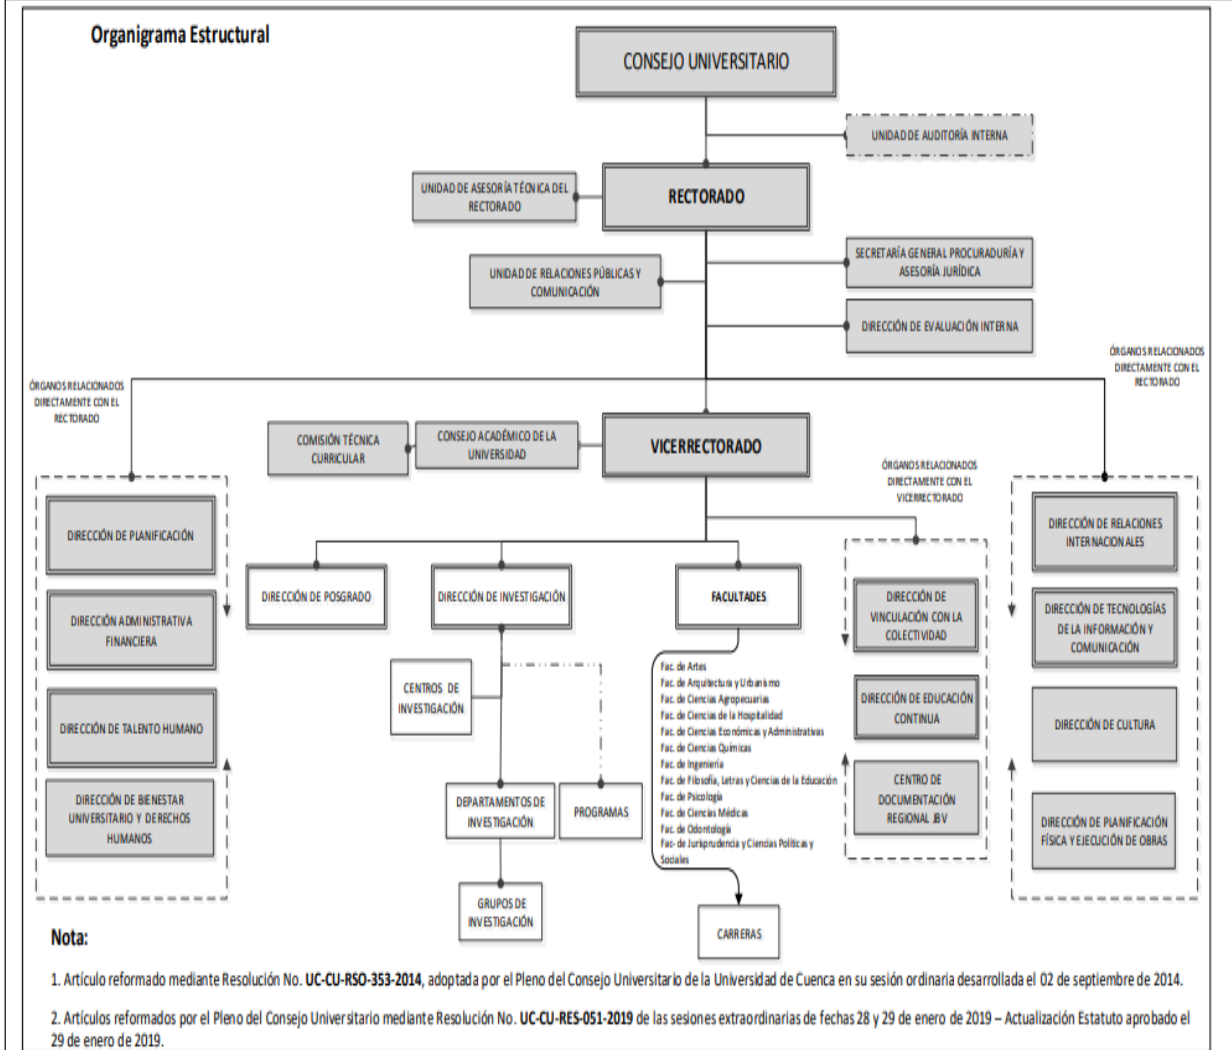 Organigrama Estructural
CONSEJO UNIVERSITARIO
UNIDAD DE AUDITORÍA INTERNA
UNIDAD DE ASESORÍA TÉCNICA DEL
RECTORADO
RECTORADO
SECRETARÍA GENERAL PROCURADURÍA Y
ASESORÍA JURÍDICA
UNIDAD DE RELACIONES PÚBLICAS Y
COMUNICACIÓN
DIRECCIÓN DE EVALUACIÓN INTERNA
ÓRGANOS RELACIONADOS
DIRECTAMENTE CON EL
RECTORADO
ÓRGANOS RELACIONADOS
DIRECTAMENTE CON EL
RECTORADO
COMISIÓN TÉCNICA
CURRICULAR
CONSEJO ACADÉMICO DE LA
UNIVERSIDAD
VICERRECTORADO
ÓRGANOS RELACIONADOS
DIRECTAMENTE CON EL
VICERRECTORADO
DIRECCIÓN DE PLANIFICACIÓN
DIRECCIÓN ADMINISTRATIVA
FINANCIERA
DIRECCIÓN DE TALENTO HUMANO
DIRECCIÓN DE BIENESTAR
UNIVERSITARIO Y DERECHOS
HUMANOS
DIRECCIÓN DE POSGRADO
DIRECCIÓN DE INVESTIGACIÓN
CENTROS DE
INVESTIGACIÓN
DEPARTAMENTOS DE
INVESTIGACIÓN
PROGRAMAS
GRUPOS DE
INVESTIGACIÓN
FACULTADES
Fac. de Artes
Fac. de Arquitectura y Urbanismo
Fac. de Ciencias Agropecuarias
Fac. de Ciencias de la Hospitalidad
Fac. de Ciencias Económicas y Administrativas
Fac. de Ciencias Químicas
Fac. de Ingeniería
Fac. de Filosofía, Letras y Ciencias de la Educación
Fac. de Psicología
Fac. de Ciencias Médicas
Fac. de Odontología
Fac- de Jurisprudencia y Ciencias Políticas y
Sociales
CARRERAS
DIRECCIÓN DE
VINCULACIÓN CON LA
COLECTIVIDAD
DIRECCIÓN DE EDUCACIÓN
CONTINUA
CENTRO DE
DOCUMENTACIÓN
REGIONAL JBV
DIRECCIÓN DE RELACIONES
INTERNACIONALES
DIRECCIÓN DE TECNOLOGÍAS
DE LA INFORMACIÓN Y
COMUNICACIÓN
DIRECCIÓN DE CULTURA
DIRECCIÓN DE PLANIFICACIÓN
FÍSICA Y EJECUCIÓN DE OBRAS
Nota:
1. Artículo reformado mediante Resolución No. UC-CU-RSO-353-2014, adoptada por el Pleno del Consejo Universitario de la Universidad de Cuenca en su sesión ordinaria desarrollada el 02 de septiembre de 2014.
2. Artículos reformados por el Pleno del Consejo Universitario mediante Resolución No. UC-CU-RES-051-2019 de las sesiones extraordinarias de fechas 28 y 29 de enero de 2019 – Actualización Estatuto aprobado el
29 de enero de 2019.